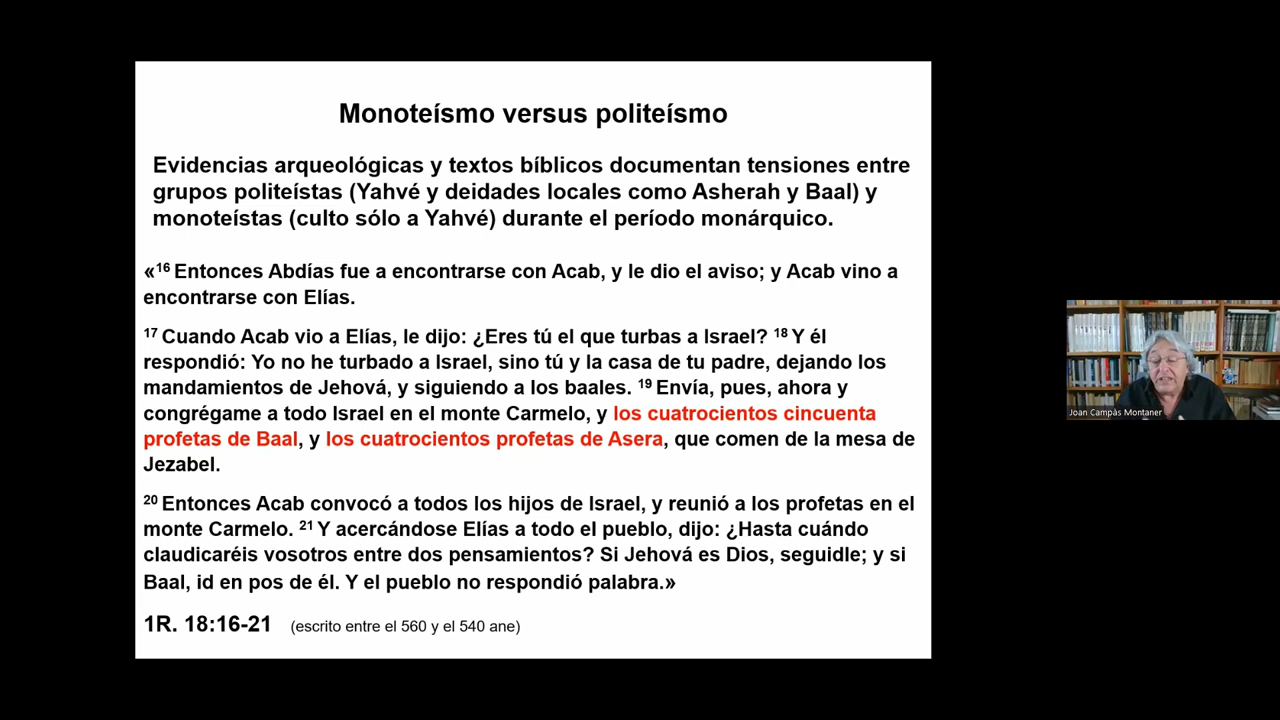 Monoteísmo versus politeísmo
Evidencias arqueológicas y textos bíblicos documentan tensiones entre
grupos politeístas (Yahvé y deidades locales como Asherah y Baal) y
monoteístas (culto sólo a Yahvé) durante el período monárquico.
«16 Entonces Abdías fue a encontrarse con Acab, y le dio el aviso; y Acab vino a
encontrarse con Elías.
17 Cuando Acab vio a Elías, le dijo: ¿Eres tú el que turbas a Israel? 18 Y él
respondió: Yo no he turbado a Israel, sino tú y la casa de tu padre, dejando los
mandamientos de Jehová, y siguiendo a los baales. 19 Envía, pues, ahora y
congrégame a todo Israel en el monte Carmelo, y los cuatrocientos cincuenta
profetas de Baal, y los cuatrocientos profetas de Asera, que comen de la mesa de
Jezabel.
20 Entonces Acab convocó a todos los hijos de Israel, y reunió a los profetas en el
monte Carmelo. 21 Y acercándose Elías a todo el pueblo, dijo: ¿Hasta cuándo
claudicaréis vosotros entre dos pensamientos? Si Jehová es Dios, seguidle; y si
Baal, id en pos de él. Y el pueblo no respondió palabra.»
1R. 18:16-21 (escrito entre el 560 y el 540 ane)
Joan Campàs Montaner